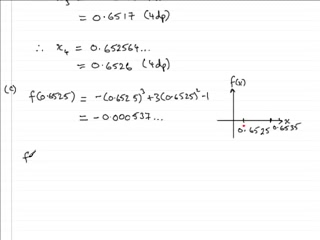 = 0.6517 (4dp)
∴ x₄ = 0.652564...
= 0.6526 (4dp)
(c) f(0.6525) = -(0.6525)³ + 3(0.6525)² - 1
= -0.000537...
f(x)
x
0.6525 0.6535
f